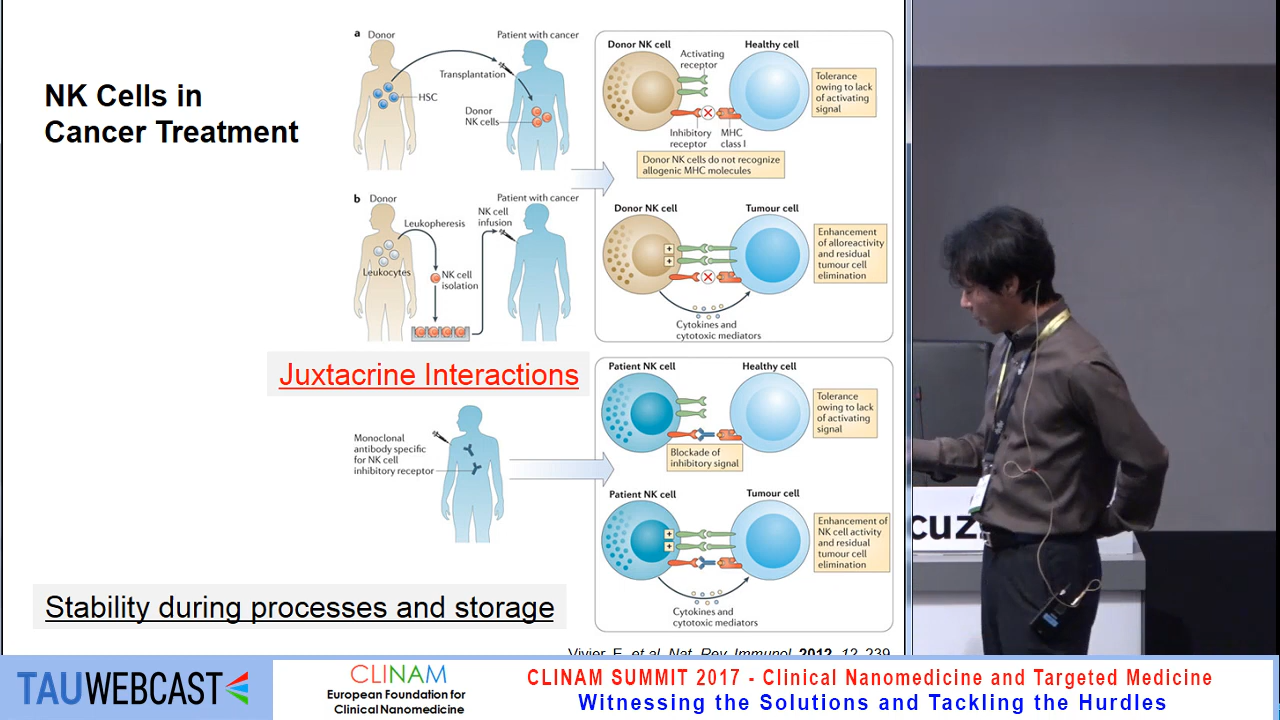 NK Cells in
Cancer Treatment
a
Donor
Patient with cancer
Transplantation
HSC
Donor
NK cells
Donor NK cell
Healthy cell
Activating
receptor
Inhibitory
receptor
MHC
class I
Tolerance
owing to lack
of activating
signal
Donor NK cells do not recognize
allogenic MHC molecules
b
Donor
Patient with cancer
Leukopheresis
NK cell
infusion
Leukocytes
NK cell
isolation
Donor NK cell
Tumour cell
+
+
Enhancement
of alloreactivity
and residual
tumour cell
elimination
Cytokines and
cytotoxic mediators
Juxtacrine Interactions
Monoclonal
antibody specific
for NK cell
inhibitory receptor
Patient NK cell
Healthy cell
Tolerance
owing to lack
of activating
signal
Blockade of
inhibitory signal
Patient NK cell
Tumour cell
+
+
Enhancement of
NK cell activity
and residual
tumour cell
elimination
Cytokines and
cytotoxic mediators
Stability during processes and storage
Vivier, E. et al. Nat. Rev. Immunol. 2012, 12, 239
cuz
TAUWEBCAST
CLINAM
European Foundation for
Clinical Nanomedicine
CLINAM SUMMIT 2017 - Clinical Nanomedicine and Targeted Medicine
Witnessing the Solutions and Tackling the Hurdles